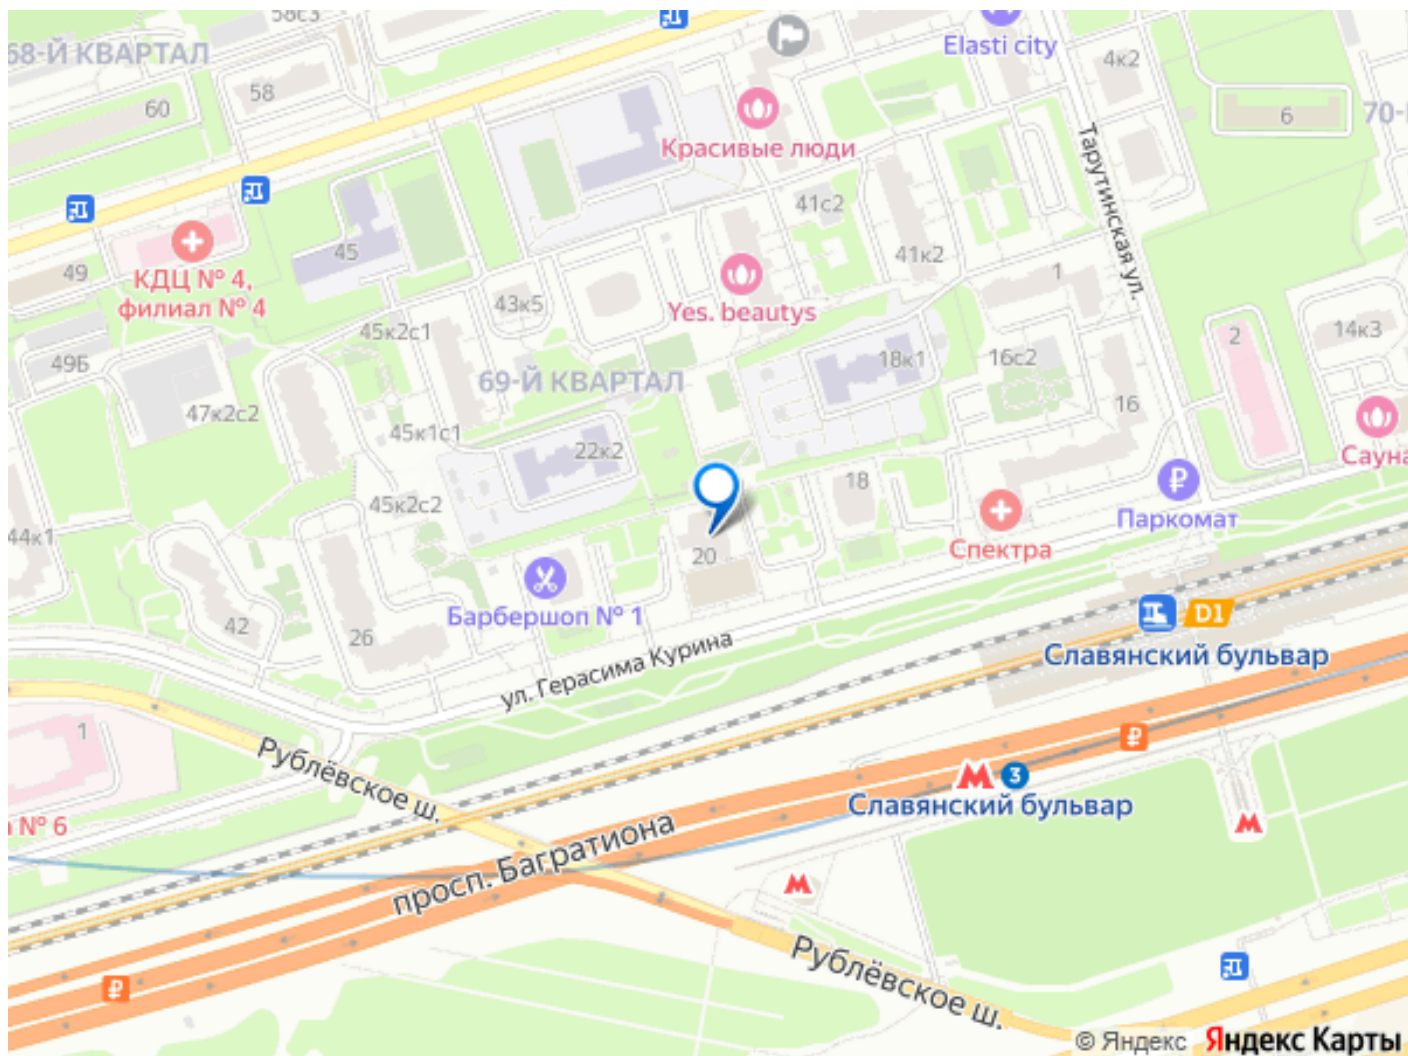 58с3
68-Й КВАРТАЛ
58
60
Elasti city
4к2
6
70-
Красивые люди
Тарутинская ул.
41с2
45
41к2
49
КДЦ № 4,
филиал № 4
43к5
Yes. beautys
1
45к2с1
2
14к3
49Б
18к1
16с2
69-Й КВАРТАЛ
47к2с2
16
45к1с1
22к2
Сауна
18
45к2с2
Паркомат
44к1
Спектра
20
Барбершоп № 1
42
26
ул. Герасима Курина
D1
Славянский бульвар
1
Рублёвское ш.
3
Славянский бульвар
№ 6
просп. Багратиона
Рублёвское ш.
© Яндекс Яндекс Карты